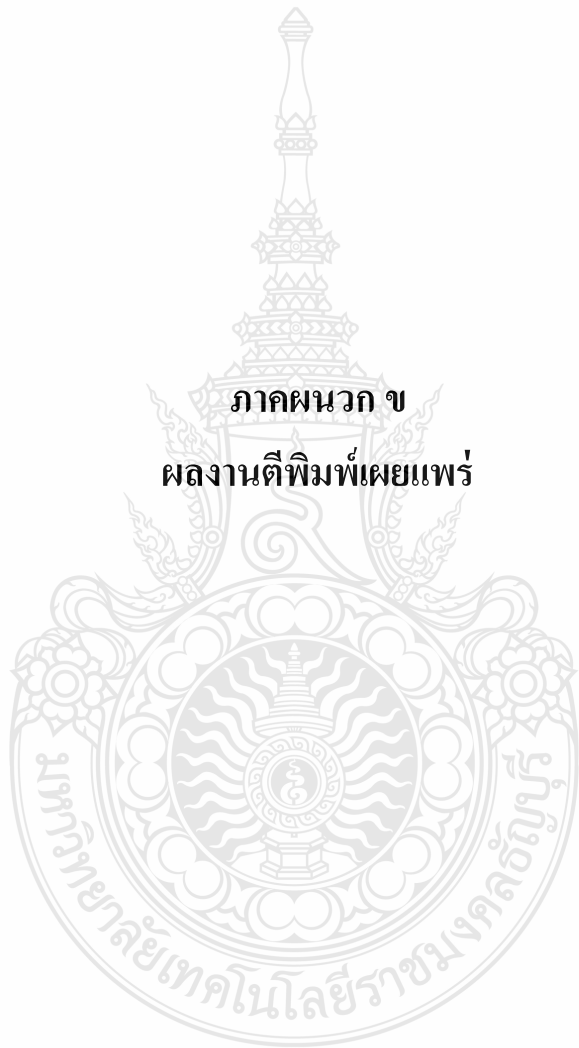 ภาคผนวก ข
ผลงานตีพิมพ์เผยแพร่
มหาวิทยาลัยเทคโนโลยีราชมงคลธัญบุรี